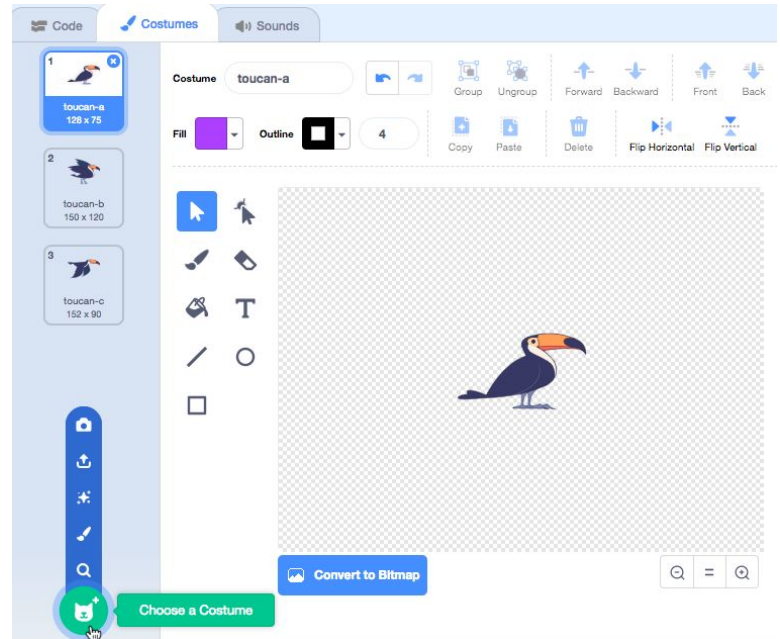 Code
Costumes
Sounds
1
toucan-a
128 x 75
2
toucan-b
150 x 120
3
toucan-c
152 x 90
Costume
toucan-a
Group
Ungroup
Forward
Backward
Front
Back
Fill
Outline
4
Copy
Paste
Delete
Flip Horizontal
Flip Vertical
T
Convert to Bitmap
=
Choose a Costume